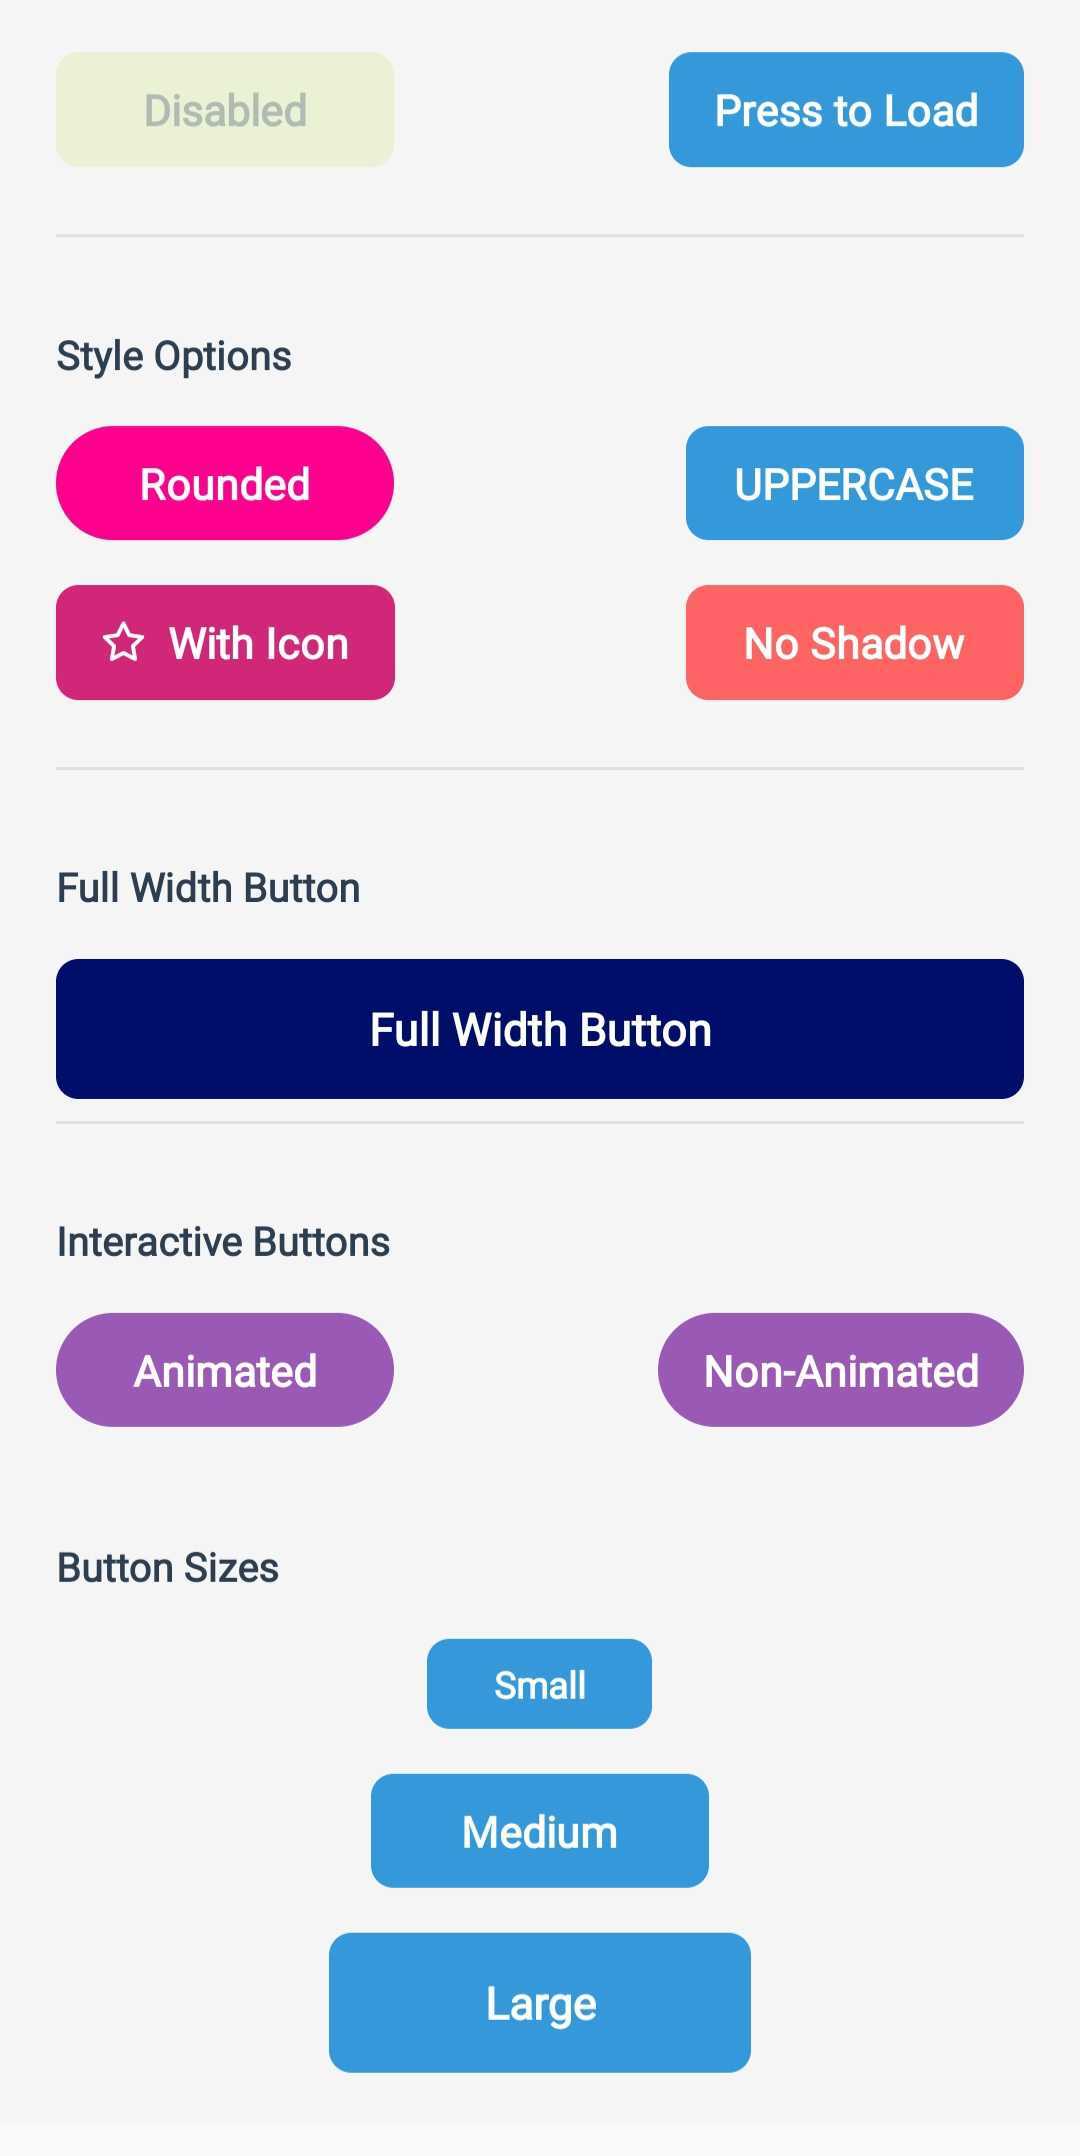 Disabled
Press to Load
Style Options
Rounded
UPPERCASE
With Icon
No Shadow
Full Width Button
Full Width Button
Interactive Buttons
Animated
Non-Animated
Button Sizes
Small
Medium
Large